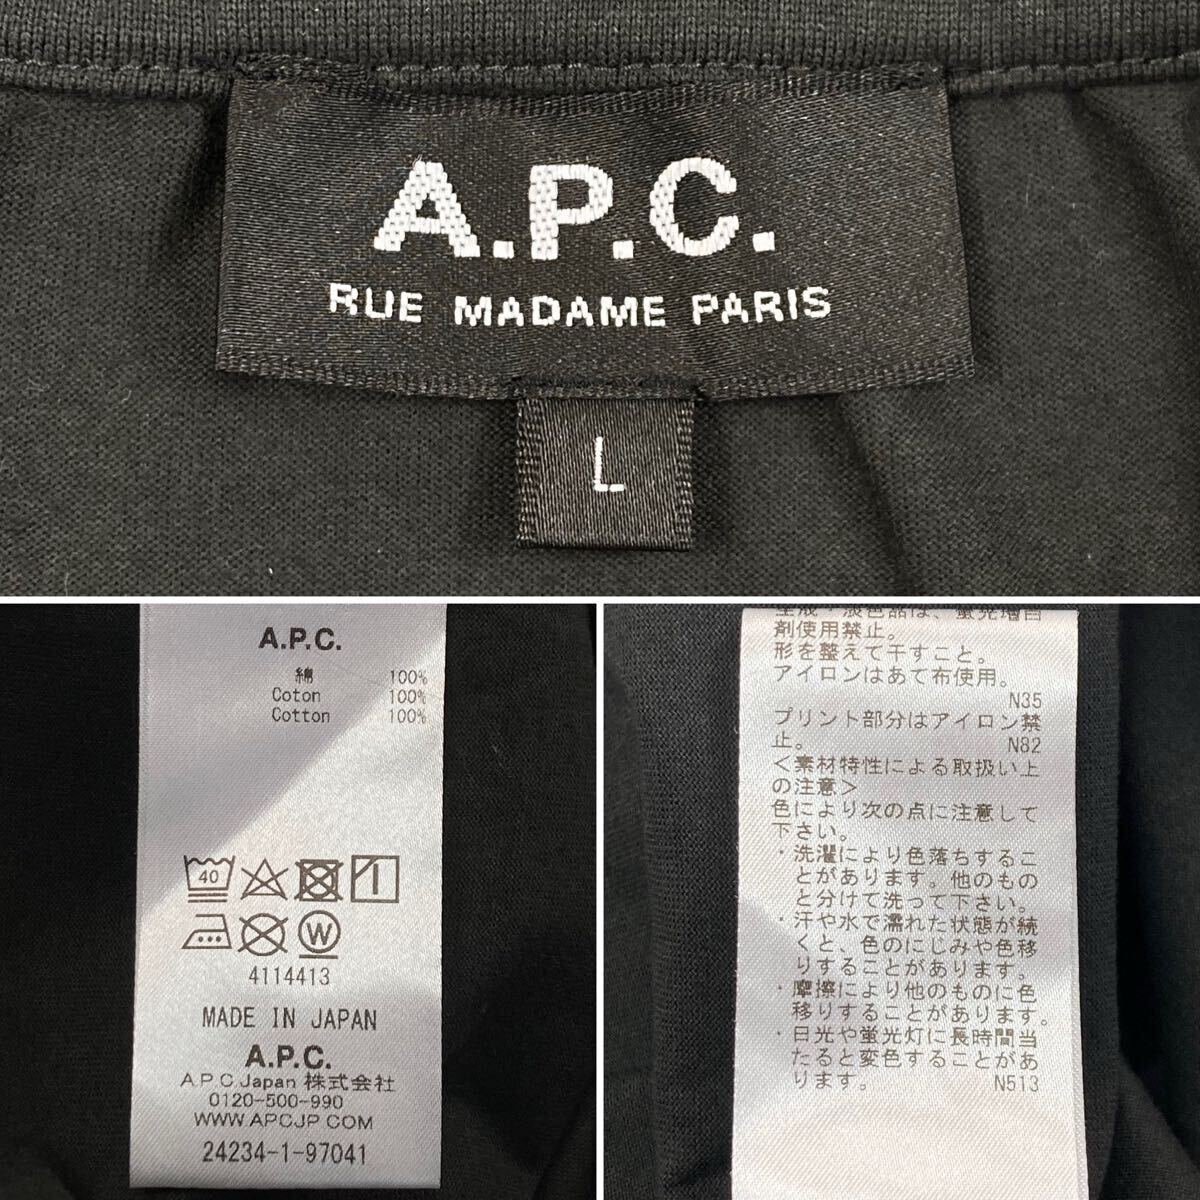 A.P.C.
RUE MADAME PARIS
L
A.P.C.
綿 100%
Coton 100%
Cotton 100%
40
W
4114413
MADE IN JAPAN
A.P.C.
A.P.C.Japan 株式会社
0120-500-990
WWW.APCJP.COM
24234-1-97041
生成・淡色品は、蛍光増白
剤使用禁止。
形を整えて干すこと。
アイロンはあて布使用。
N35
プリント部分はアイロン禁
止。 N82
＜素材特性による取扱い上
の注意＞
色により次の点に注意して
下さい。
・洗濯により色落ちするこ
とがあります。他のもの
と分けて洗って下さい。
・汗や水で濡れた状態が続
くと、色のにじみや色移
りすることがあります。
・摩擦により他のものに色
移りすることがあります。
・日光や蛍光灯に長時間当
たると変色することがあ
ります。 N513